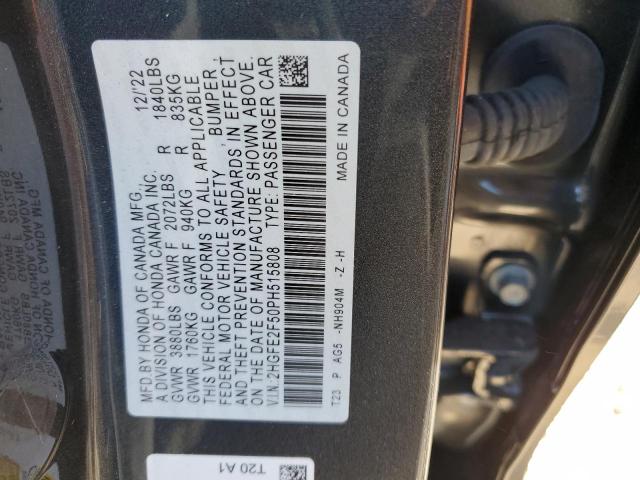 MFD.BY HONDA OF CANADA MFG., 12/'22
A DIVISION OF HONDA CANADA INC.
GVWR 3880LBS GAWR F 2072LBS R 1840LBS
GVWR 1760KG GAWR F 940KG R 835KG
THIS VEHICLE CONFORMS TO ALL APPLICABLE
FEDERAL MOTOR VEHICLE SAFETY, BUMPER,
AND THEFT PREVENTION STANDARDS IN EFFECT
ON THE DATE OF MANUFACTURE SHOWN ABOVE.
V.I.N. 2HGFE2F50PH515808 TYPE: PASSENGER CAR
T23 P AG5 -NH904M -Z -H MADE IN CANADA
T20 A1